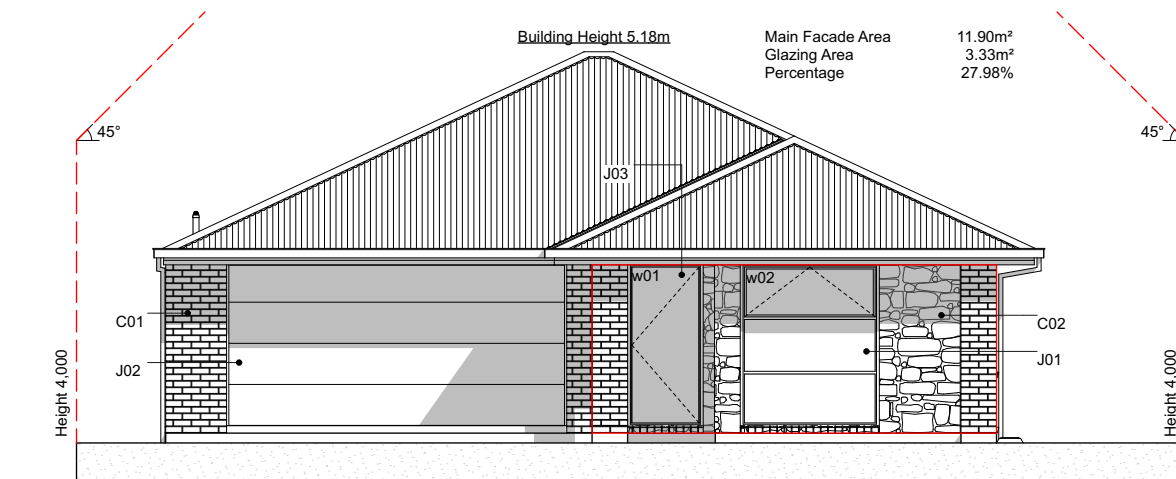 Building Height 5.18m
Main Facade Area 11.90m²
Glazing Area 3.33m²
Percentage 27.98%
45°
45°
J03
w01
w02
C01
C02
J02
J01
Height 4,000
Height 4,000